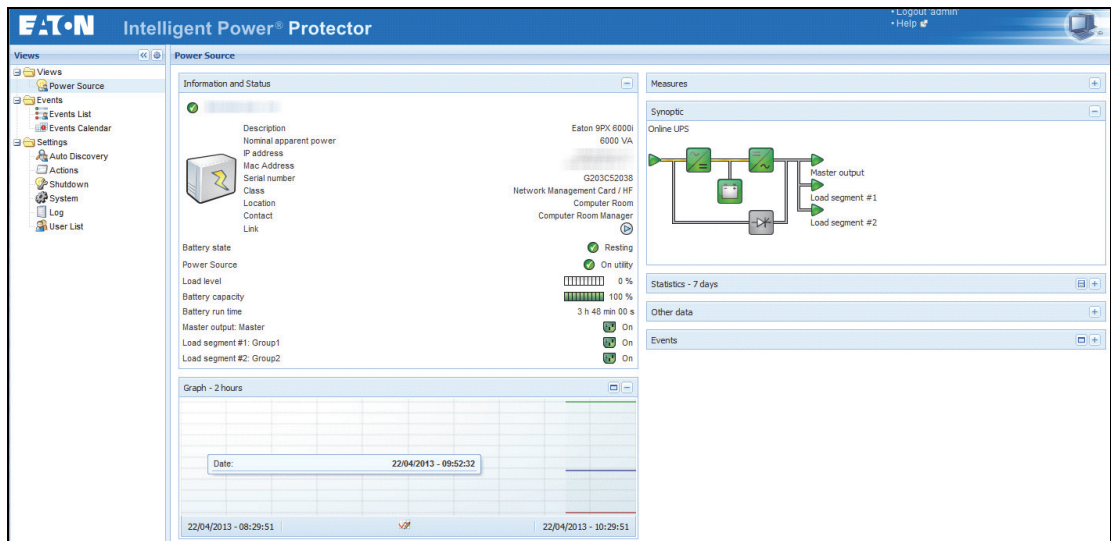 EATON Intelligent Power® Protector
• Logout 'admin'
• Help
Views
Power Source
Views
Power Source
Events
Events List
Events Calendar
Settings
Auto Discovery
Actions
Shutdown
System
Log
User List
Information and Status
Description Eaton 9PX 6000i
Nominal apparent power 6000 VA
IP address
Mac Address
Serial number G203C52038
Class Network Management Card / HF
Location Computer Room
Contact Computer Room Manager
Link
Battery state Resting
Power Source On utility
Load level 0 %
Battery capacity 100 %
Battery run time 3 h 48 min 00 s
Master output: Master On
Load segment #1: Group1 On
Load segment #2: Group2 On
Graph - 2 hours
Date: 22/04/2013 - 09:52:32
22/04/2013 - 08:29:51
22/04/2013 - 10:29:51
Measures
Synoptic
Online UPS
Master output
Load segment #1
Load segment #2
Statistics - 7 days
Other data
Events